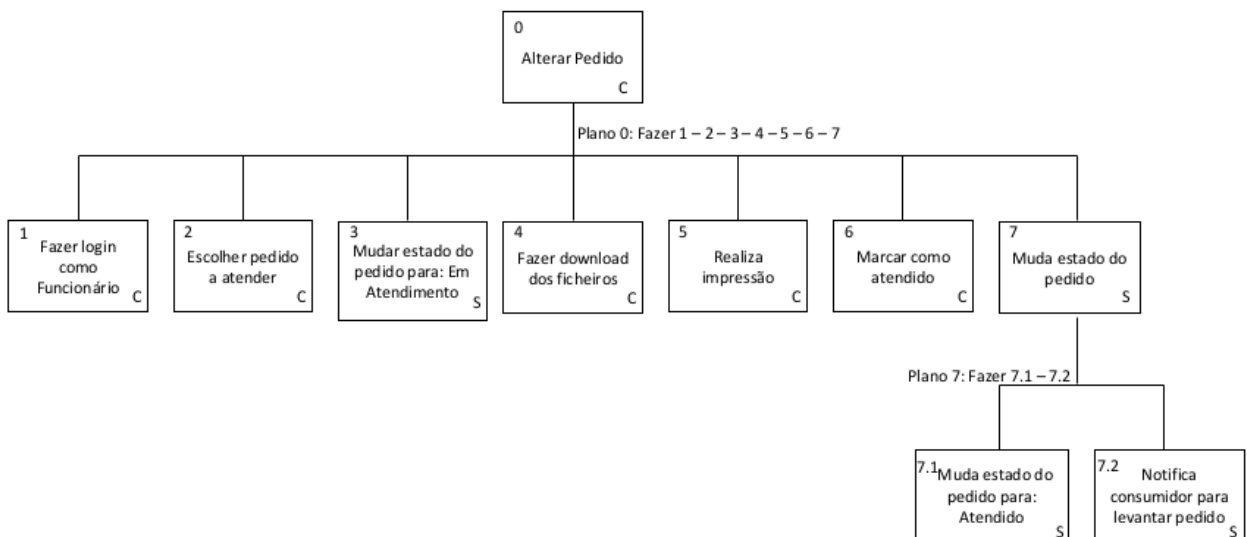 0
Alterar Pedido
C
Plano 0: Fazer 1 – 2 – 3 – 4 – 5 – 6 – 7
1
Fazer login
como
Funcionário
C
2
Escolher pedido
a atender
C
3
Mudar estado do
pedido para: Em
Atendimento
S
4
Fazer download
dos ficheiros
C
5
Realiza
impressão
C
6
Marcar como
atendido
C
7
Muda estado do
pedido
S
Plano 7: Fazer 7.1 – 7.2
7.1
Muda estado do
pedido para:
Atendido
S
7.2
Notifica
consumidor para
levantar pedido
S